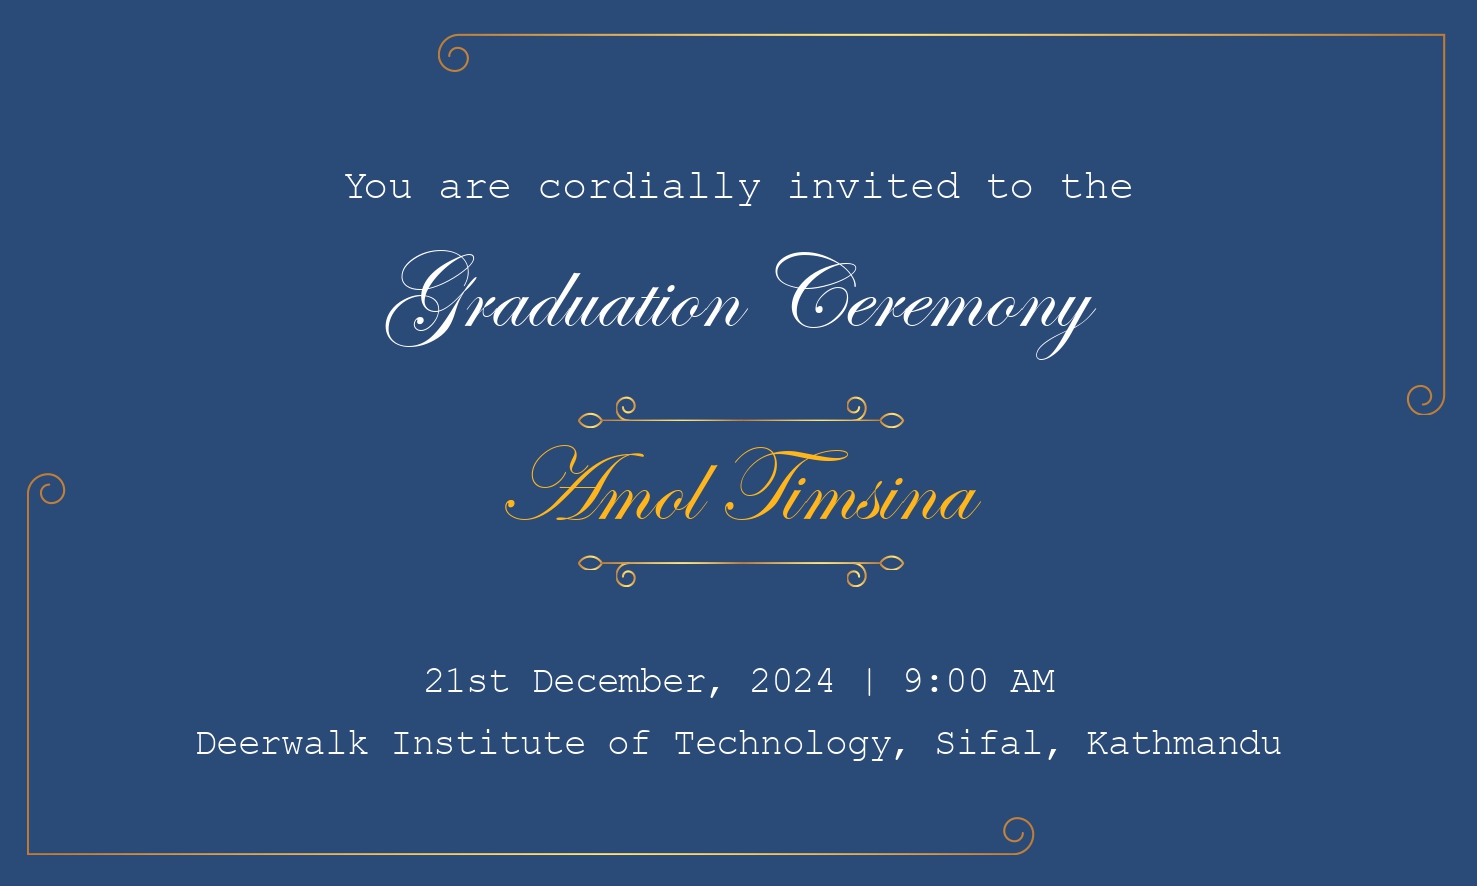 You are cordially invited to the
Graduation Ceremony
Amol Timsina
21st December, 2024 | 9:00 AM
Deerwalk Institute of Technology, Sifal, Kathmandu